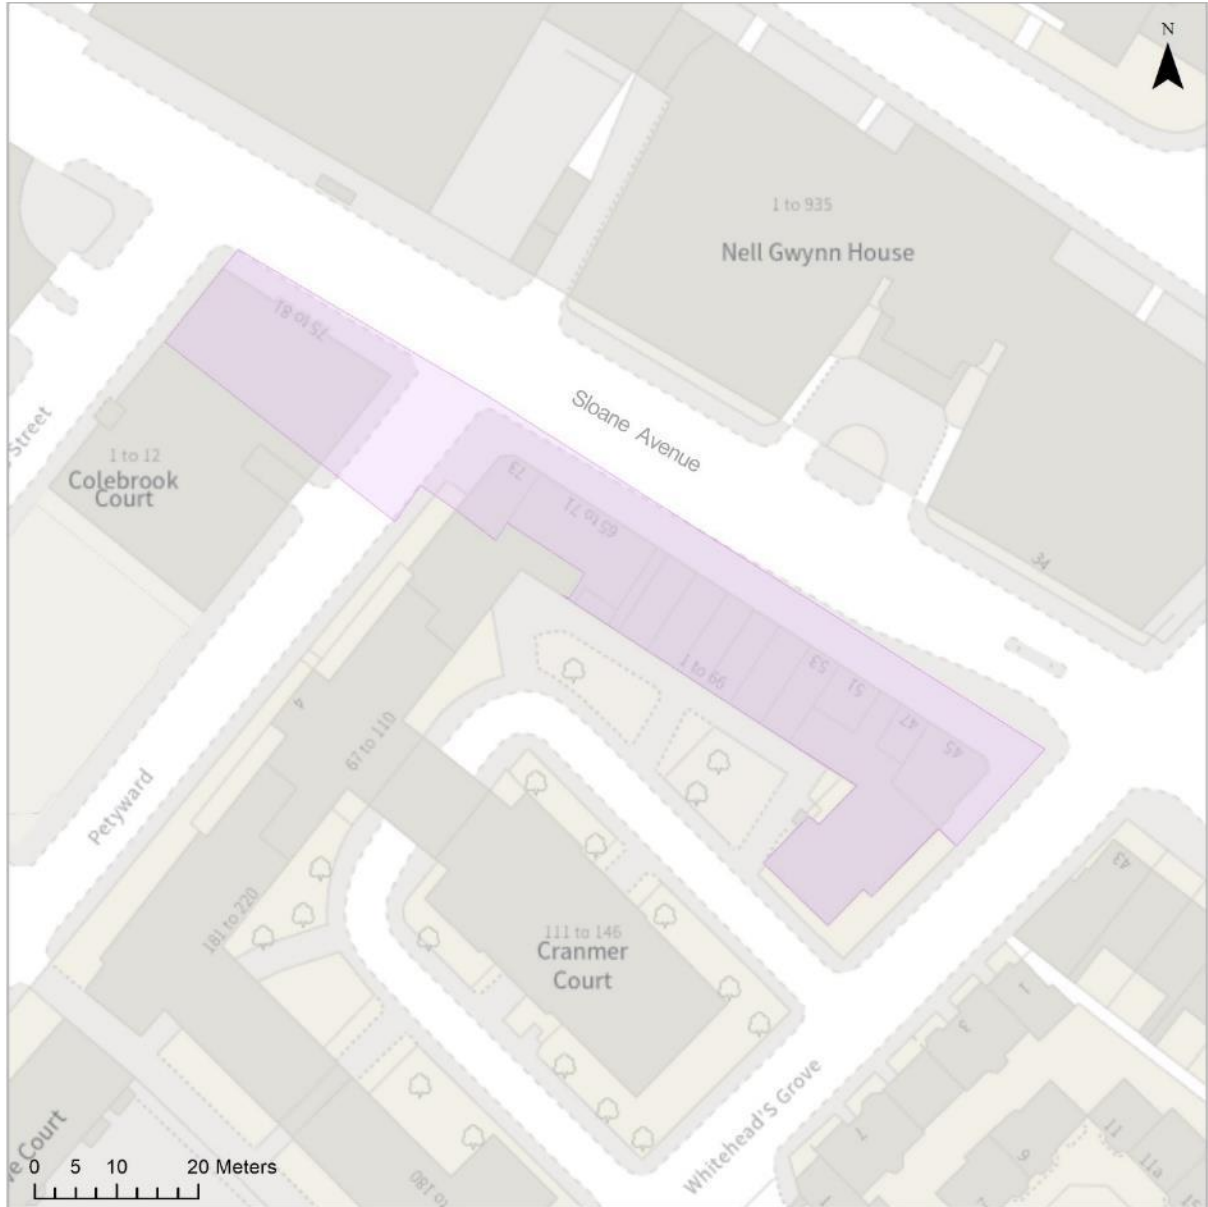 N
1 to 935
Nell Gwynn House
75 to 81
Sloane Avenue
Street
1 to 12
Colebrook
Court
73
65 to 71
34
53
51
1 to 66
47
45
4
67 to 110
Petyward
43
181 to 220
111 to 146
Cranmer
Court
1
3
Whitehead'S Grove
7
9
11
11a
ve Court
to 180
0 5 10 20 Meters